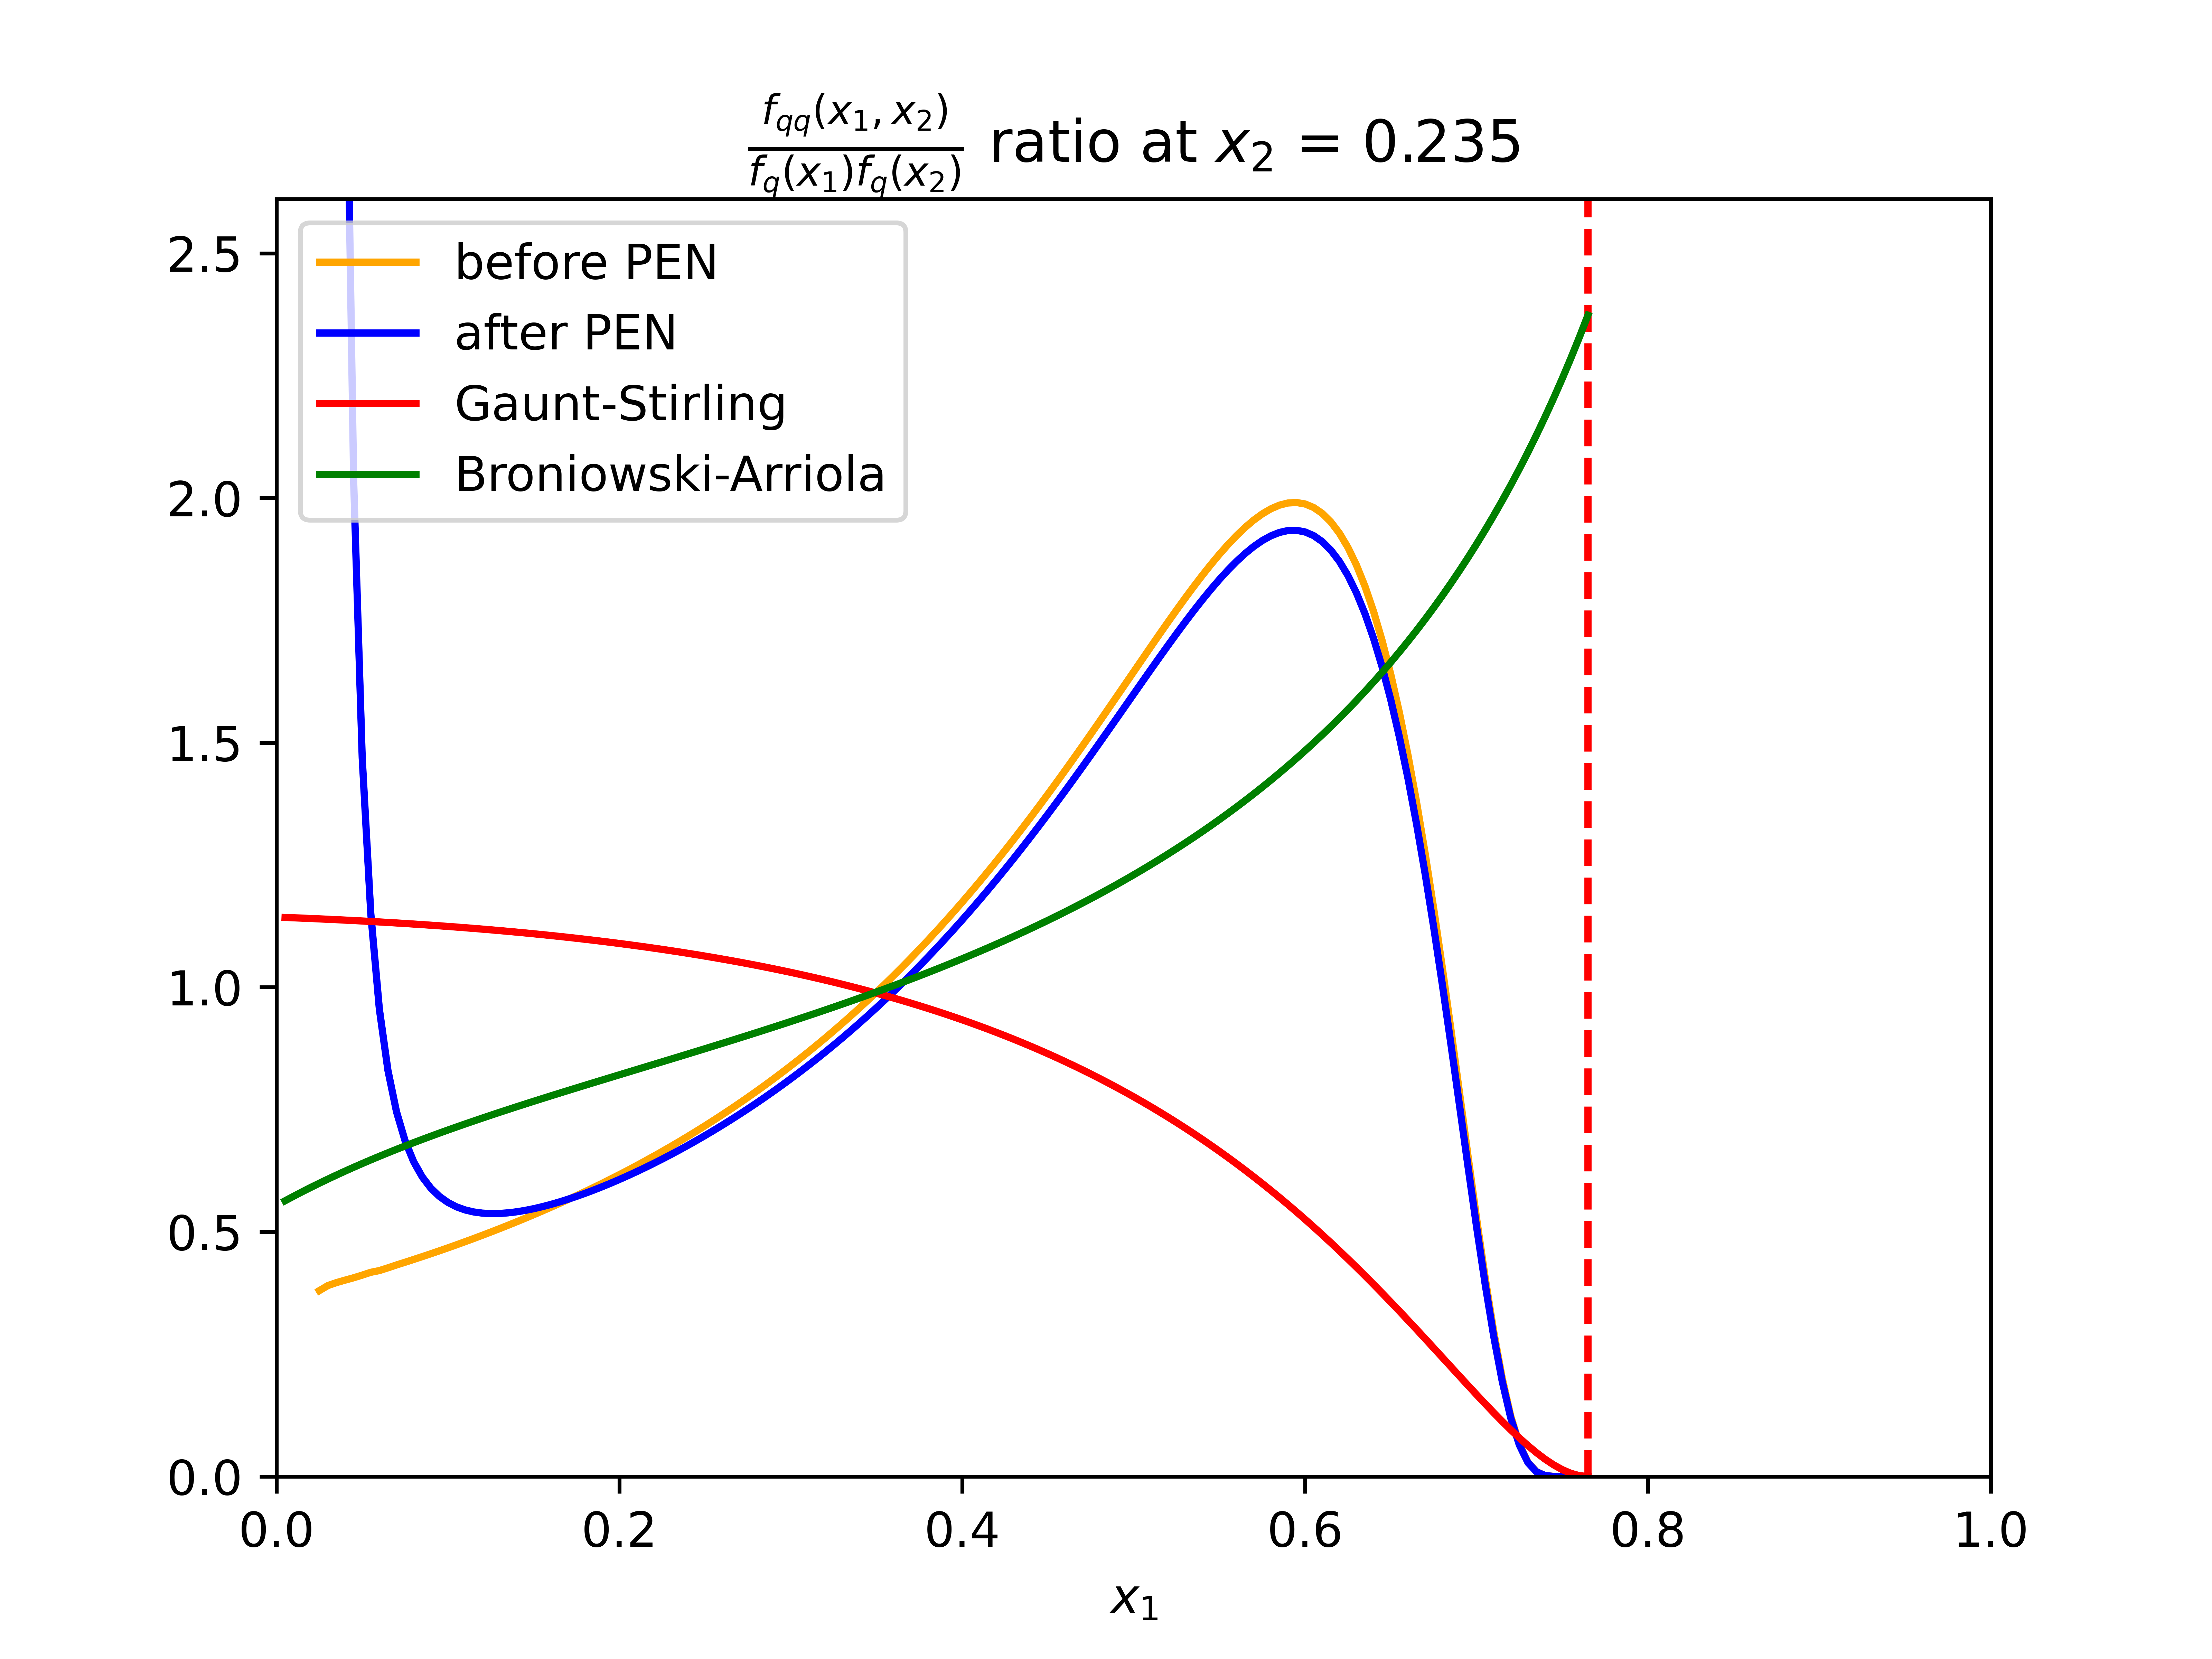 f_qq(x_1, x_2)
f_q(x_1)f_q(x_2)
ratio at x_2 = 0.235
before PEN
after PEN
Gaunt-Stirling
Broniowski-Arriola
2.5
2.0
1.5
1.0
0.5
0.0
0.0 0.2 0.4 0.6 0.8 1.0
x_1